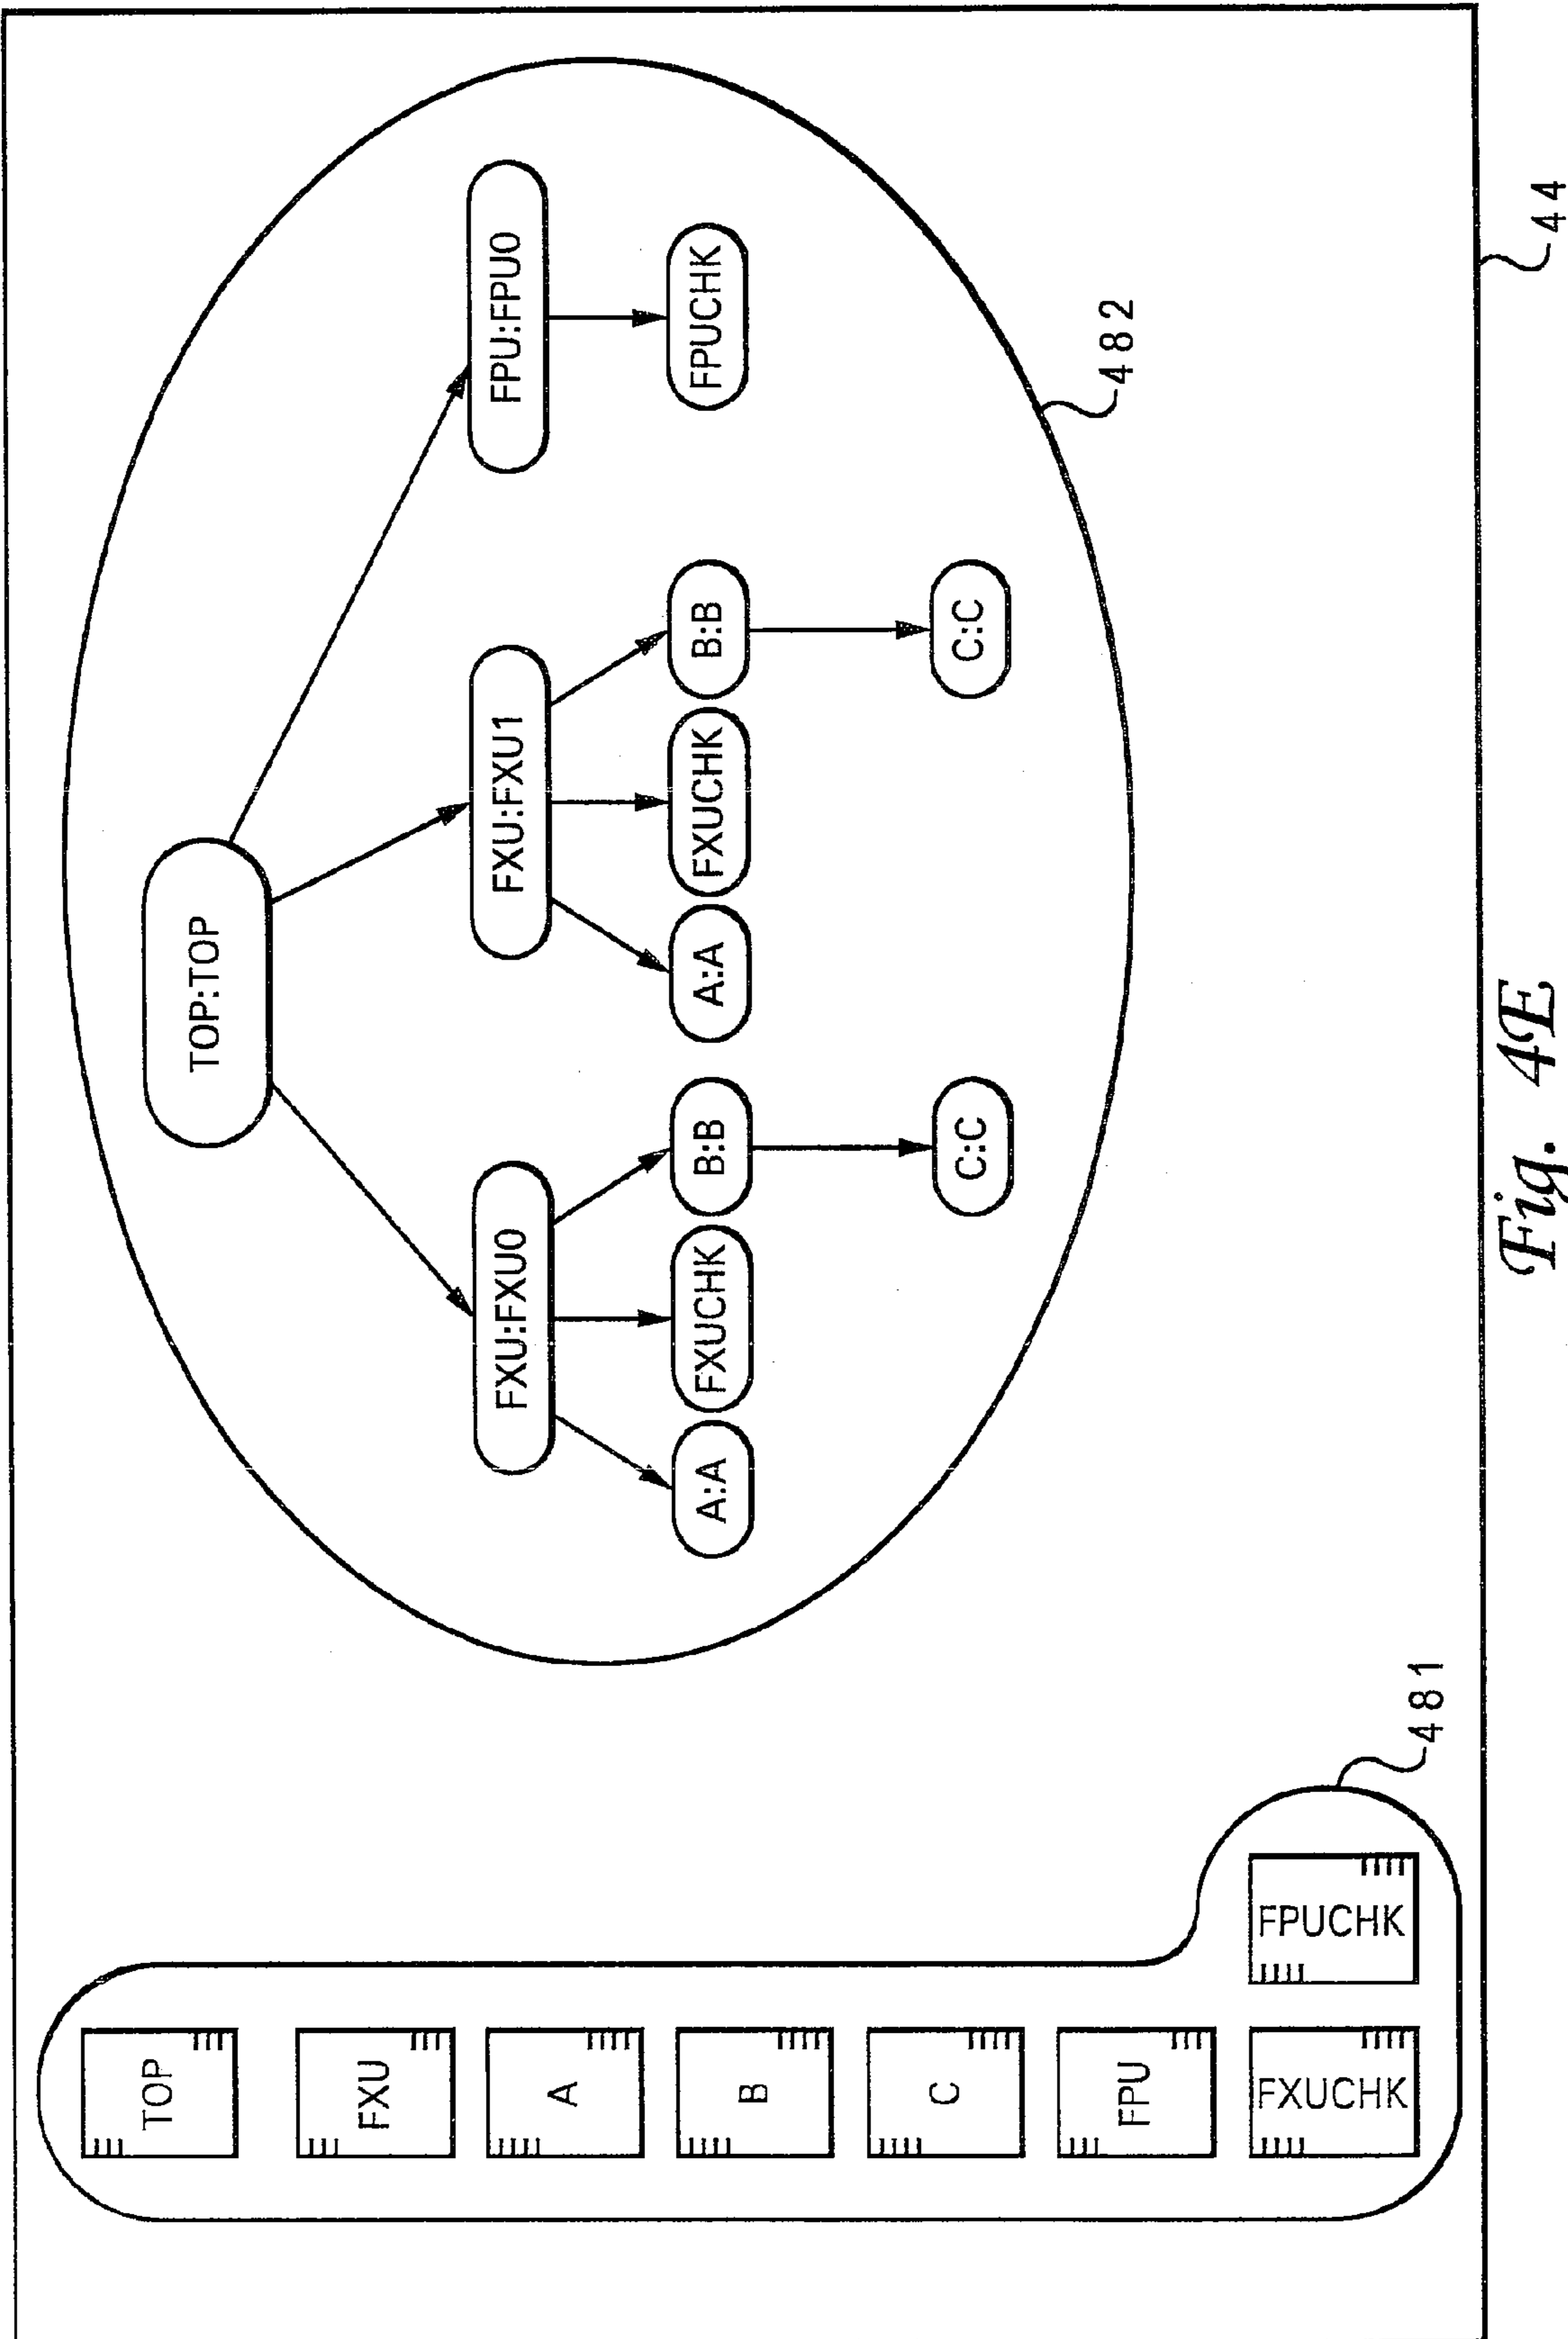 TOP
FXU
A
B
C
FPU
FXUCHK
FPUCHK
481
TOP:TOP
FXU:FXU0
FXU:FXU1
FPU:FPU0
A:A
FXUCHK
B:B
A:A
FXUCHK
B:B
FPUCHK
C:C
C:C
482
44
Fig. 4E